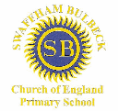 SWAFFHAM BULBECK
SB
Church of England
Primary School